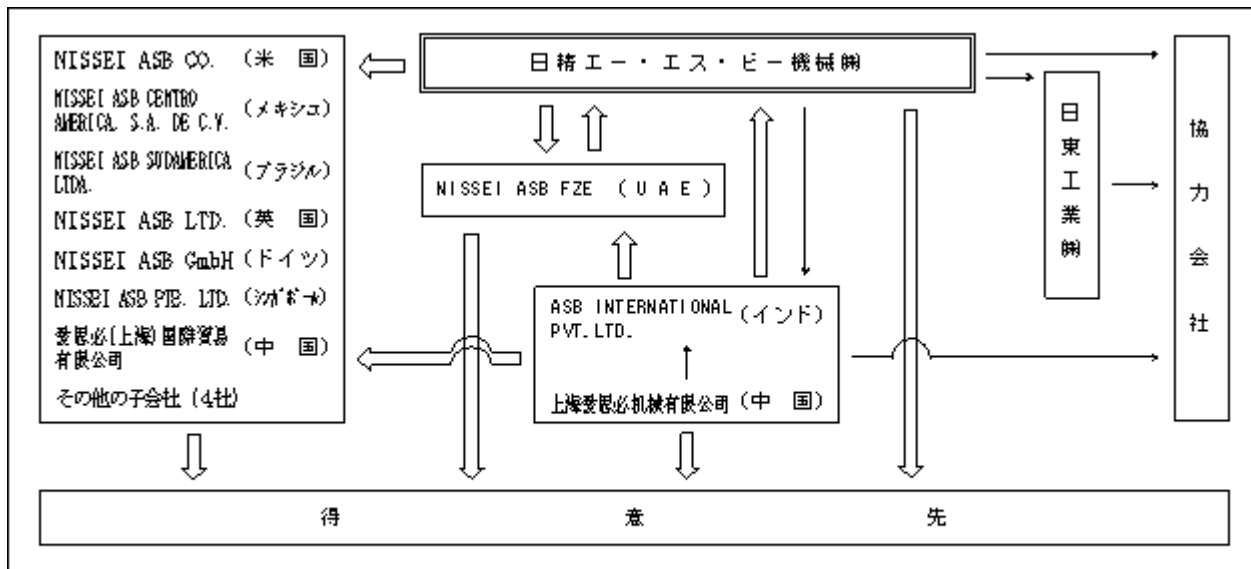 日精エー・エス・ビー機械㈱
NISSEI ASB CO. (米 国)
NISSEI ASB CENTRO
AMERICA. S.A. DE C.V. (メキシコ)
NISSEI ASB SUDAMERICA
LTDA. (ブラジル)
NISSEI ASB LTD. (英 国)
NISSEI ASB GmbH (ドイツ)
NISSEI ASB PTE. LTD. (シンガポール)
愛思必(上海)国際貿易
有限公司 (中 国)
その他の子会社 (4社)
NISSEI ASB FZE (UAE)
ASB INTERNATIONAL
PVT.LTD. (インド)
上海愛思必机械有限公司 (中 国)
日東工業㈱
協力会社
得意先